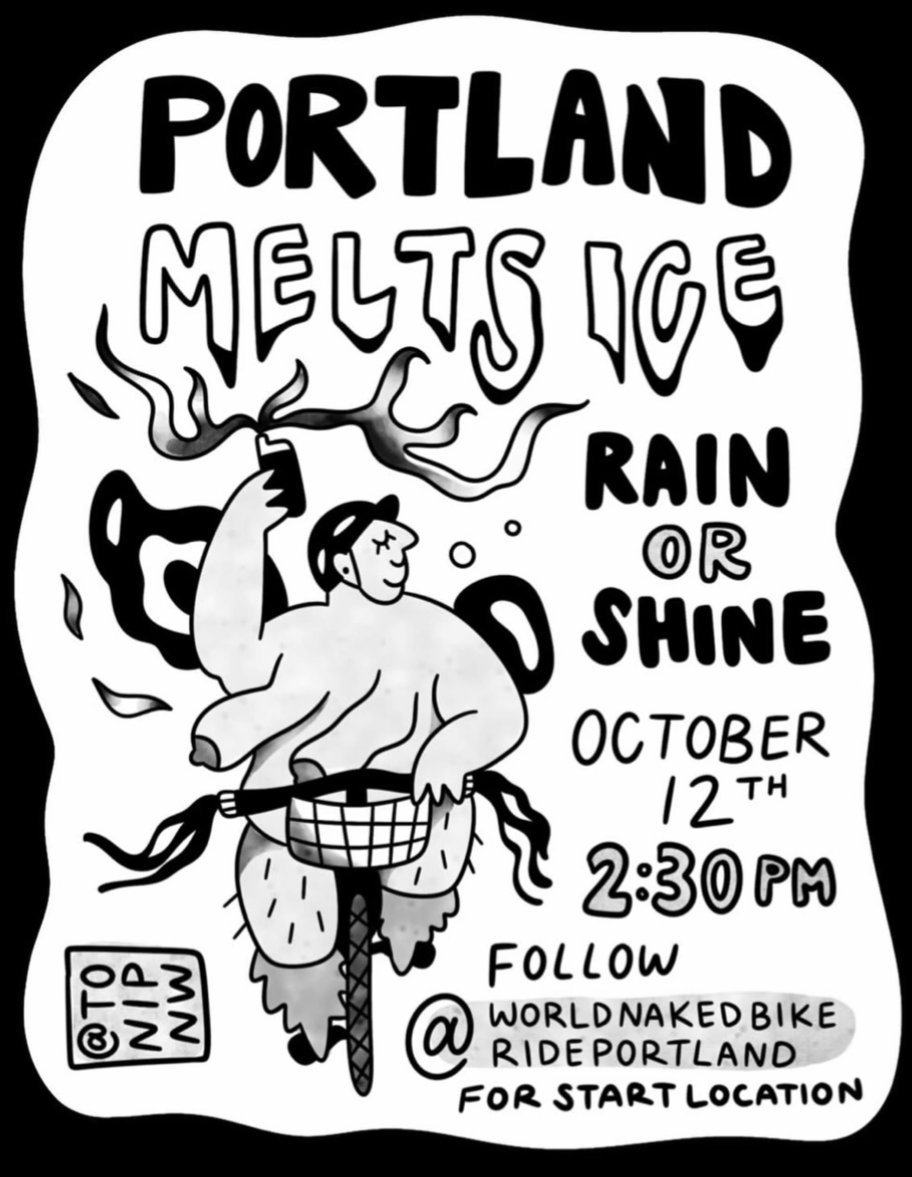 PORTLAND
MELTS ICE
RAIN
OR
SHINE
OCTOBER
12TH
2:30 PM
FOLLOW
@WORLDNAKEDBIKE
RIDEPORTLAND
FOR START LOCATION
@TO
NIP
NW